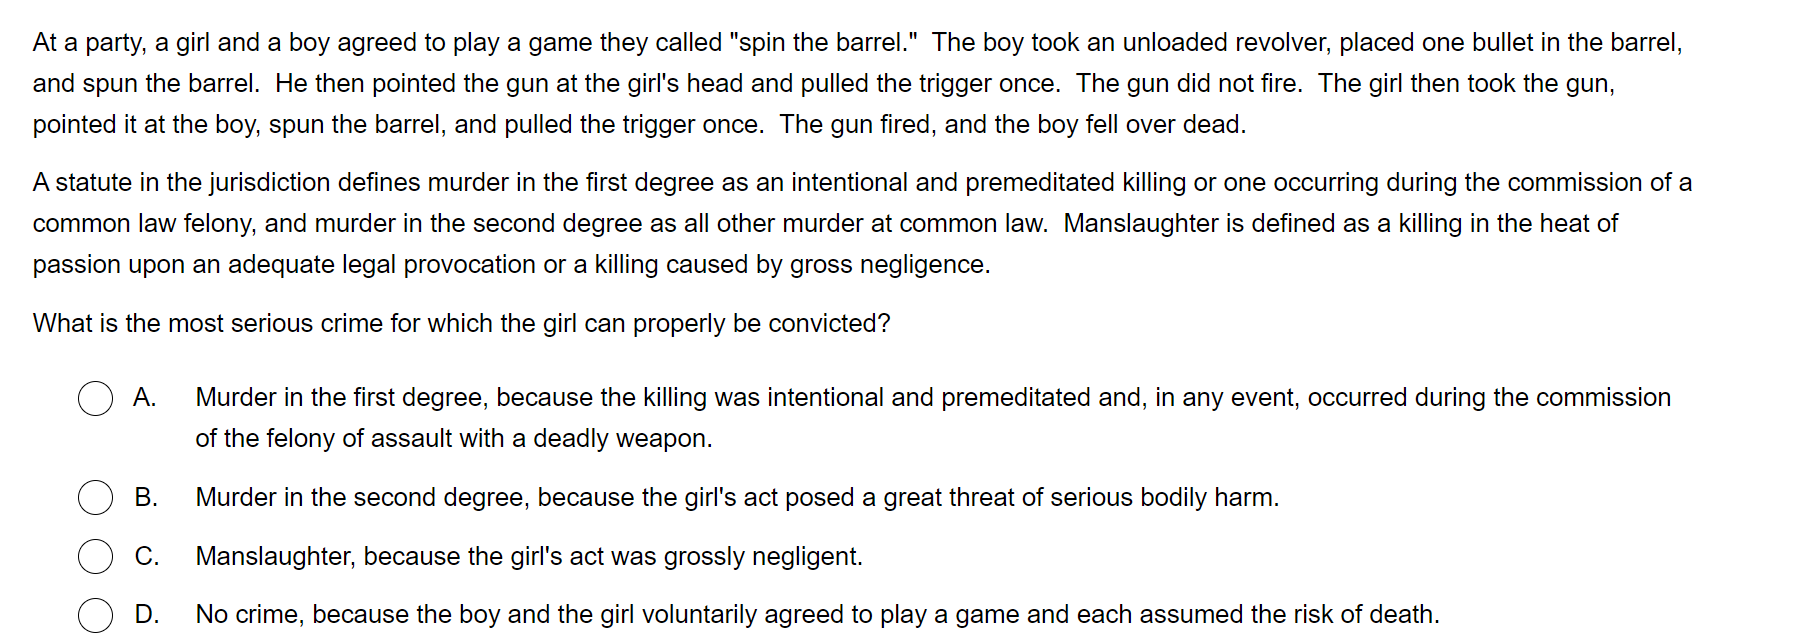 At a party, a girl and a boy agreed to play a game they called "spin the barrel."  The boy took an unloaded revolver, placed one bullet in the barrel,
and spun the barrel.  He then pointed the gun at the girl's head and pulled the trigger once.  The gun did not fire.  The girl then took the gun,
pointed it at the boy, spun the barrel, and pulled the trigger once.  The gun fired, and the boy fell over dead.
A statute in the jurisdiction defines murder in the first degree as an intentional and premeditated killing or one occurring during the commission of a
common law felony, and murder in the second degree as all other murder at common law.  Manslaughter is defined as a killing in the heat of
passion upon an adequate legal provocation or a killing caused by gross negligence.
What is the most serious crime for which the girl can properly be convicted?
A. Murder in the first degree, because the killing was intentional and premeditated and, in any event, occurred during the commission
of the felony of assault with a deadly weapon.
B. Murder in the second degree, because the girl's act posed a great threat of serious bodily harm.
C. Manslaughter, because the girl's act was grossly negligent.
D. No crime, because the boy and the girl voluntarily agreed to play a game and each assumed the risk of death.